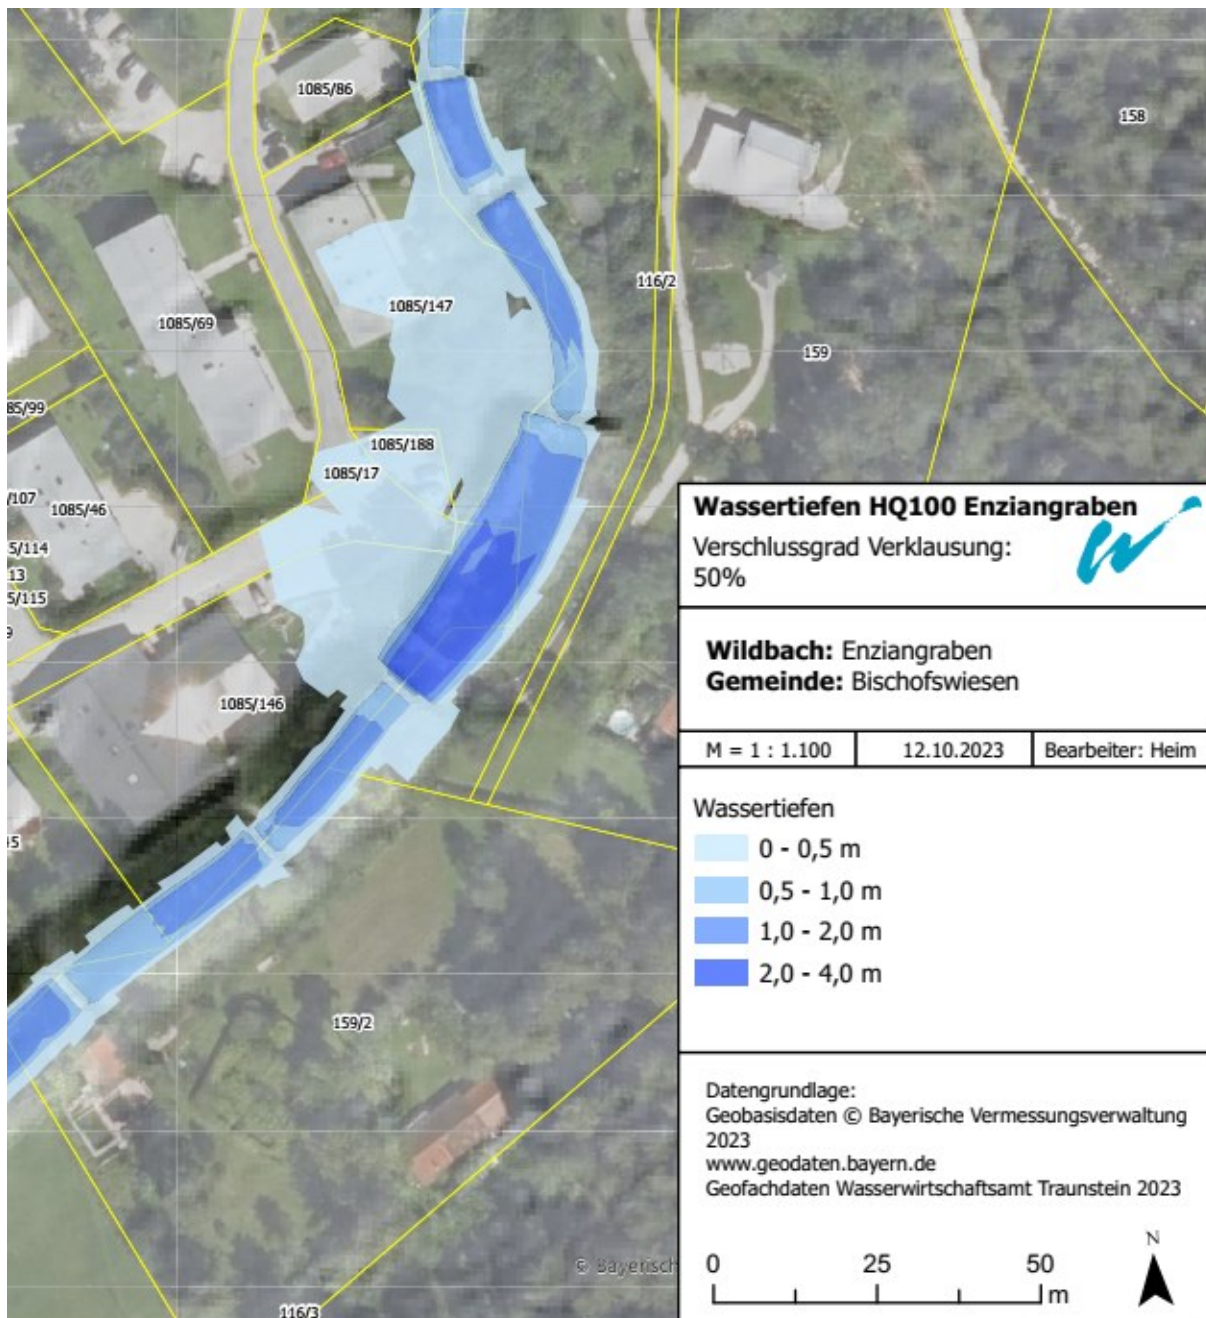 1085/86
158
116/2
1085/147
1085/69
159
85/99
1085/188
1085/17
/107
1085/46
5/114
13
5/115
9
1085/146
159/2
116/3
© Bayerisch
Wassertiefen HQ100 Enziangraben
Verschlussgrad Verklausung:
50%
Wildbach: Enziangraben
Gemeinde: Bischofswiesen
M = 1 : 1.100 12.10.2023 Bearbeiter: Heim
Wassertiefen
0 - 0,5 m
0,5 - 1,0 m
1,0 - 2,0 m
2,0 - 4,0 m
Datengrundlage:
Geobasisdaten © Bayerische Vermessungsverwaltung
2023
www.geodaten.bayern.de
Geofachdaten Wasserwirtschaftsamt Traunstein 2023
N
0 25 50
m